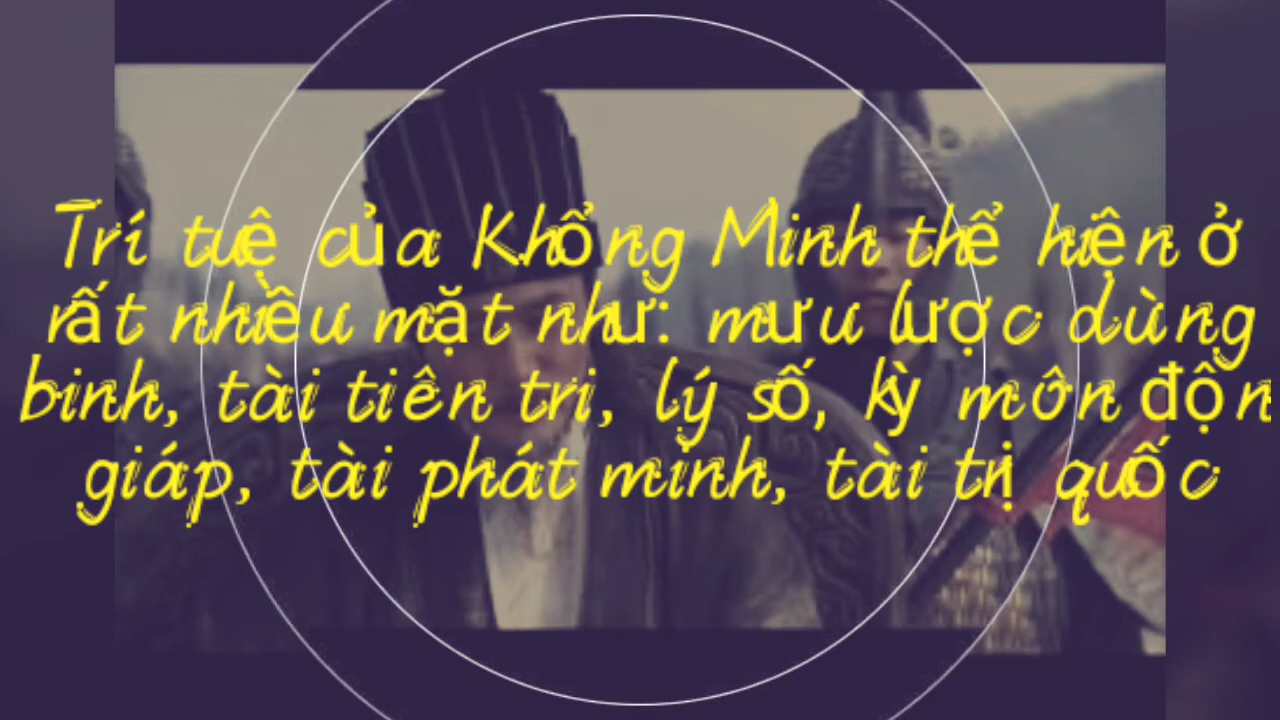 Trí tuệ của Khổng Minh thể hiện ở
rất nhiều mặt như: mưu lược dùng
binh, tài tiên tri, lý số, kỳ môn độn
giáp, tài phát minh, tài trị quốc